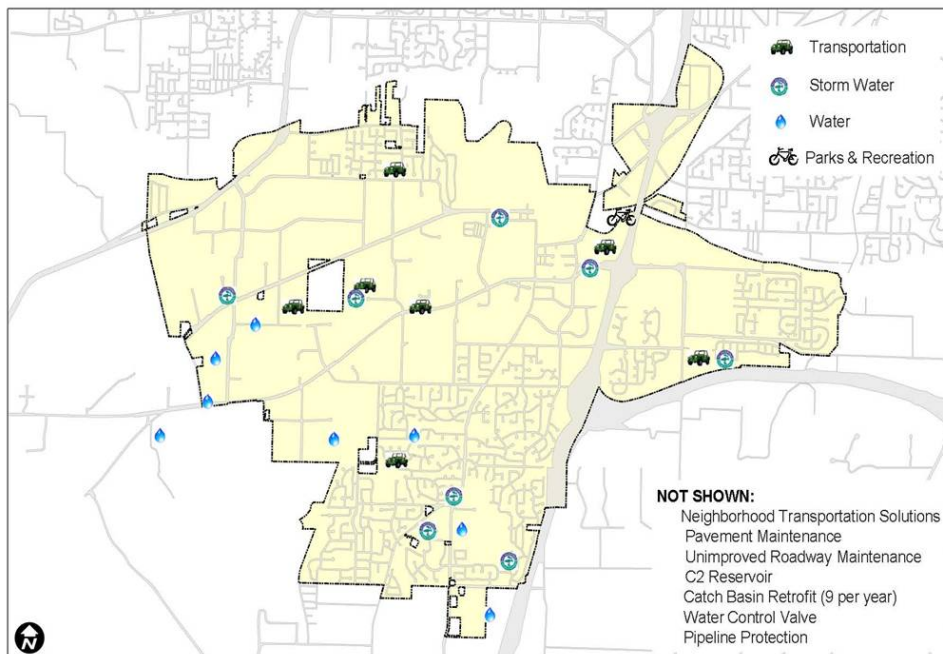 Transportation
Storm Water
Water
Parks & Recreation
NOT SHOWN:
Neighborhood Transportation Solutions
Pavement Maintenance
Unimproved Roadway Maintenance
C2 Reservoir
Catch Basin Retrofit (9 per year)
Water Control Valve
Pipeline Protection
N